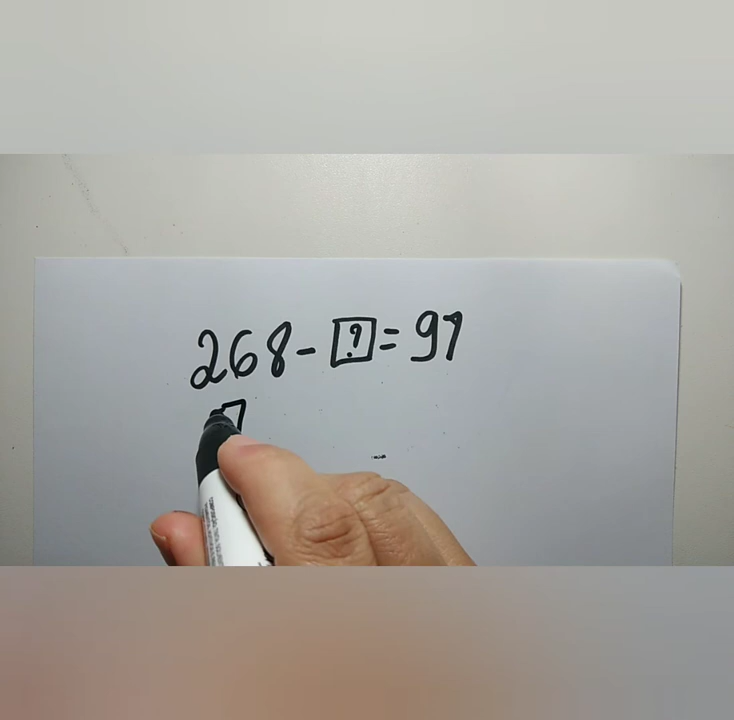 268 - ? = 91